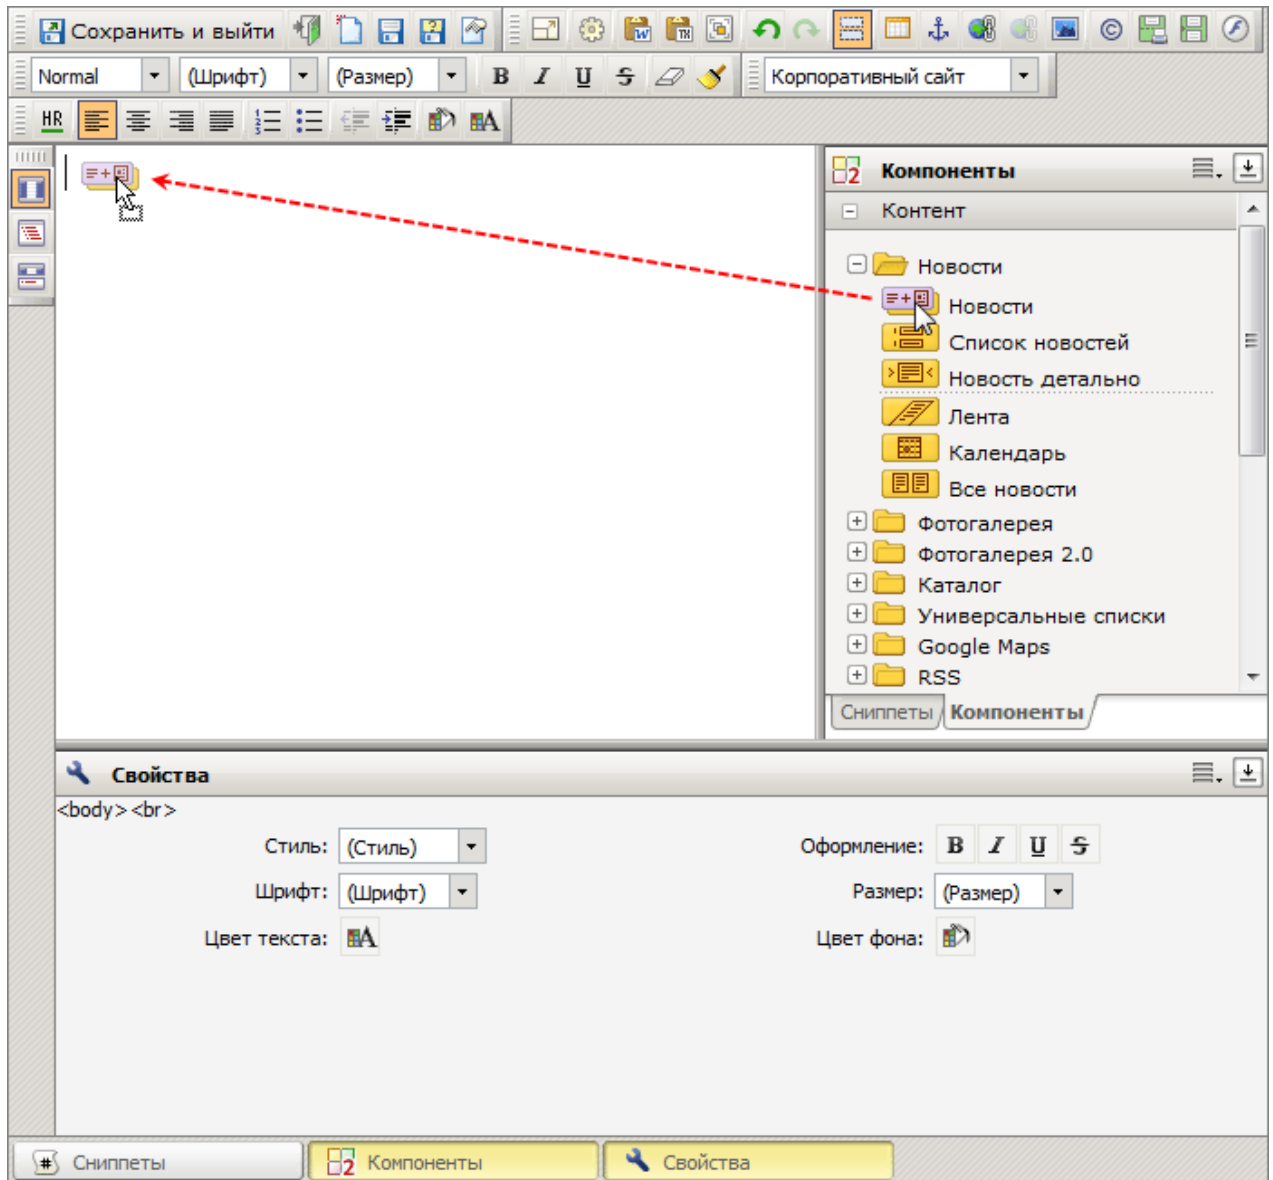 Сохранить и выйти
Normal (Шрифт) (Размер) B I U S Корпоративный сайт
HR
Компоненты
Контент
Новости
Новости
Список новостей
Новость детально
Лента
Календарь
Все новости
Фотогалерея
Фотогалерея 2.0
Каталог
Универсальные списки
Google Maps
RSS
Сниппеты Компоненты
Свойства
<body><br>
Стиль: (Стиль) Оформление: B I U S
Шрифт: (Шрифт) Размер: (Размер)
Цвет текста: A Цвет фона:
Сниппеты Компоненты Свойства